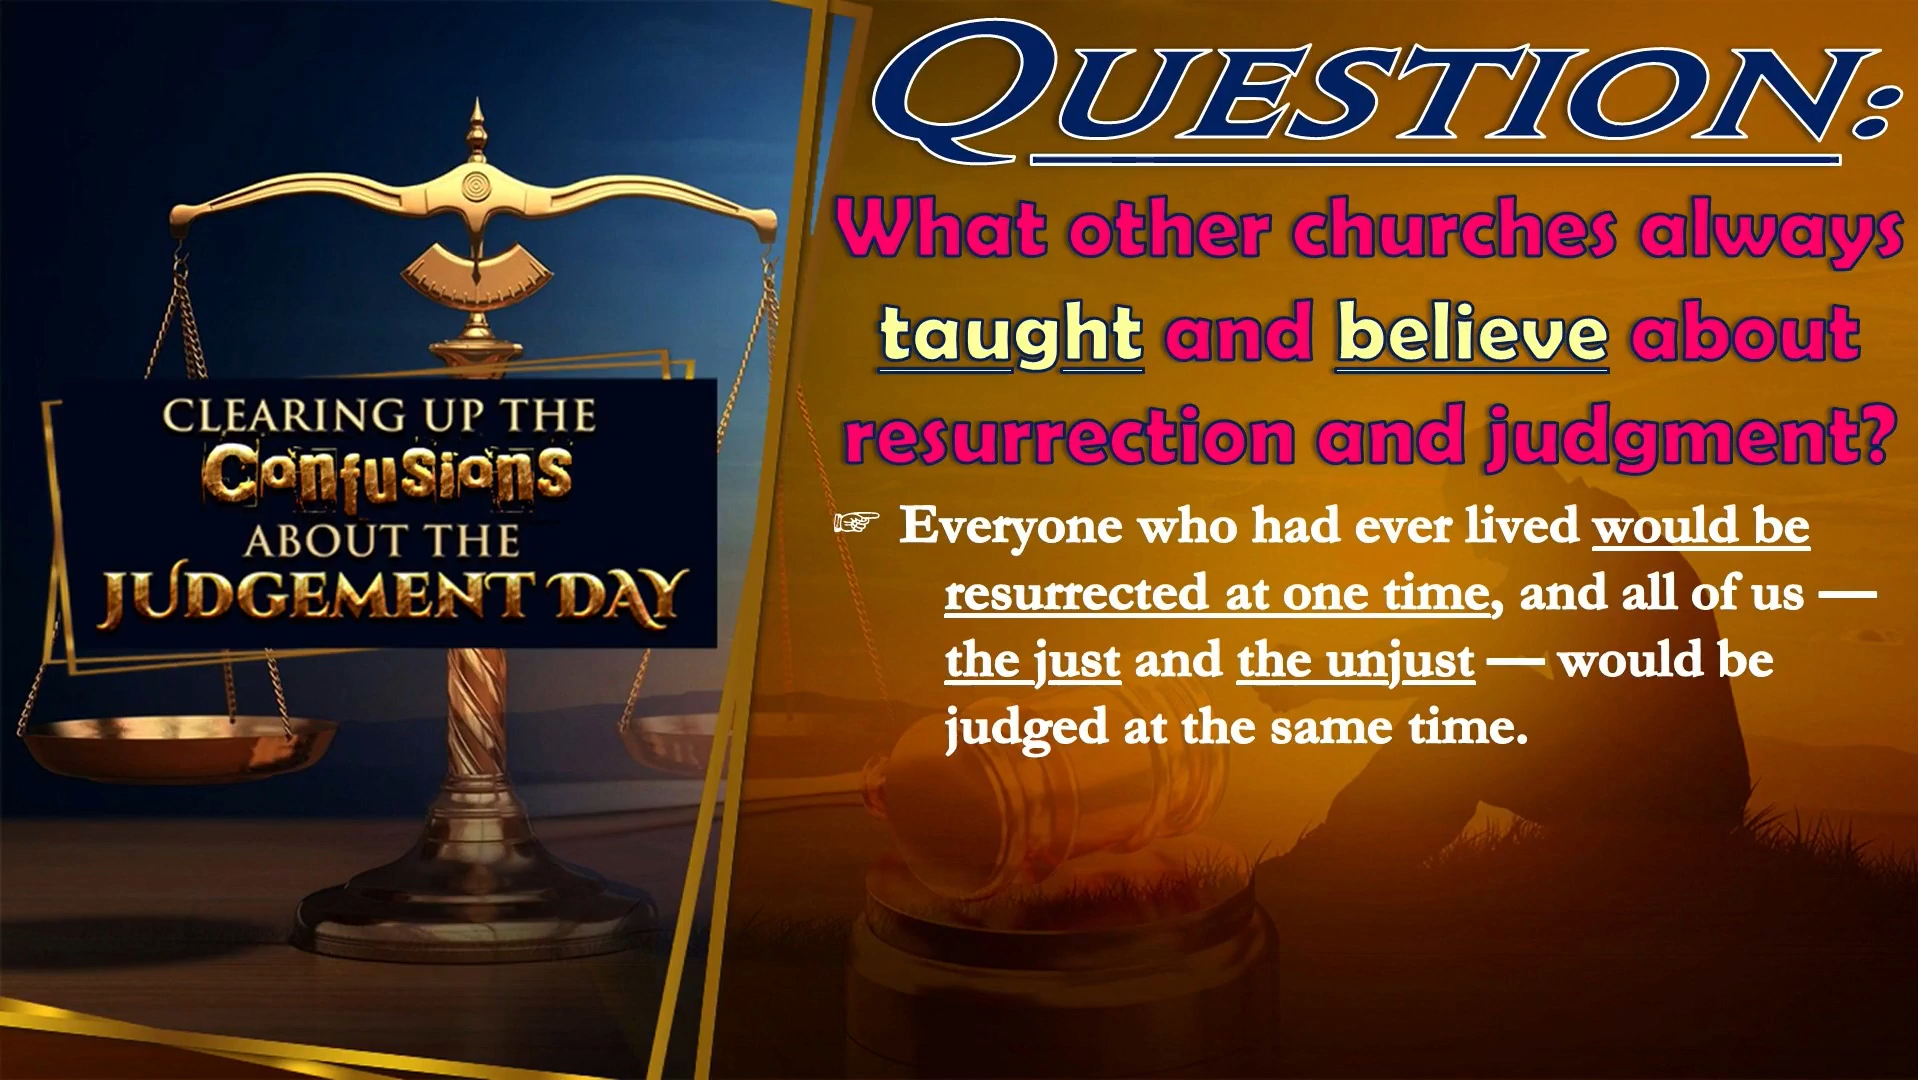 CLEARING UP THE
Confusions
ABOUT THE
JUDGEMENT DAY
QUESTION:
What other churches always
taught and believe about
resurrection and judgment?
☞ Everyone who had ever lived would be
resurrected at one time, and all of us —
the just and the unjust — would be
judged at the same time.